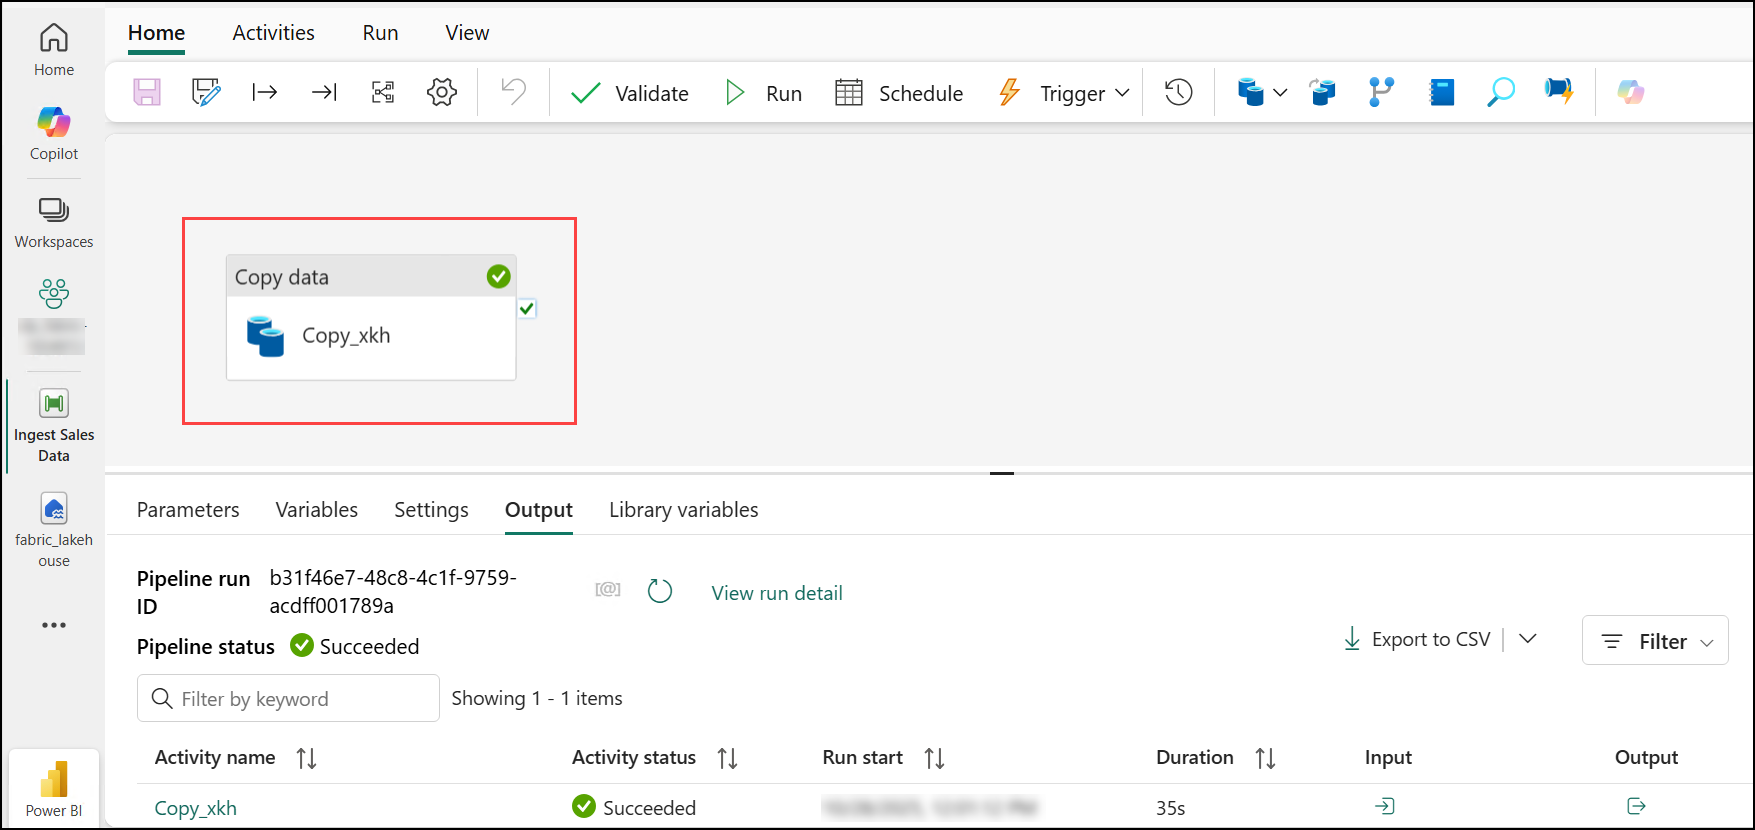 Home
Activities
Run
View
Home
Copilot
Workspaces
Ingest Sales
Data
fabric_lakeh
ouse
Power BI
Validate
Run
Schedule
Trigger
Copy data
Copy_xkh
Parameters
Variables
Settings
Output
Library variables
Pipeline run
ID
b31f46e7-48c8-4c1f-9759-
acdff001789a
[@]
View run detail
Pipeline status
Succeeded
Export to CSV
Filter
Filter by keyword
Showing 1 - 1 items
Activity name
Activity status
Run start
Duration
Input
Output
Copy_xkh
Succeeded
35s